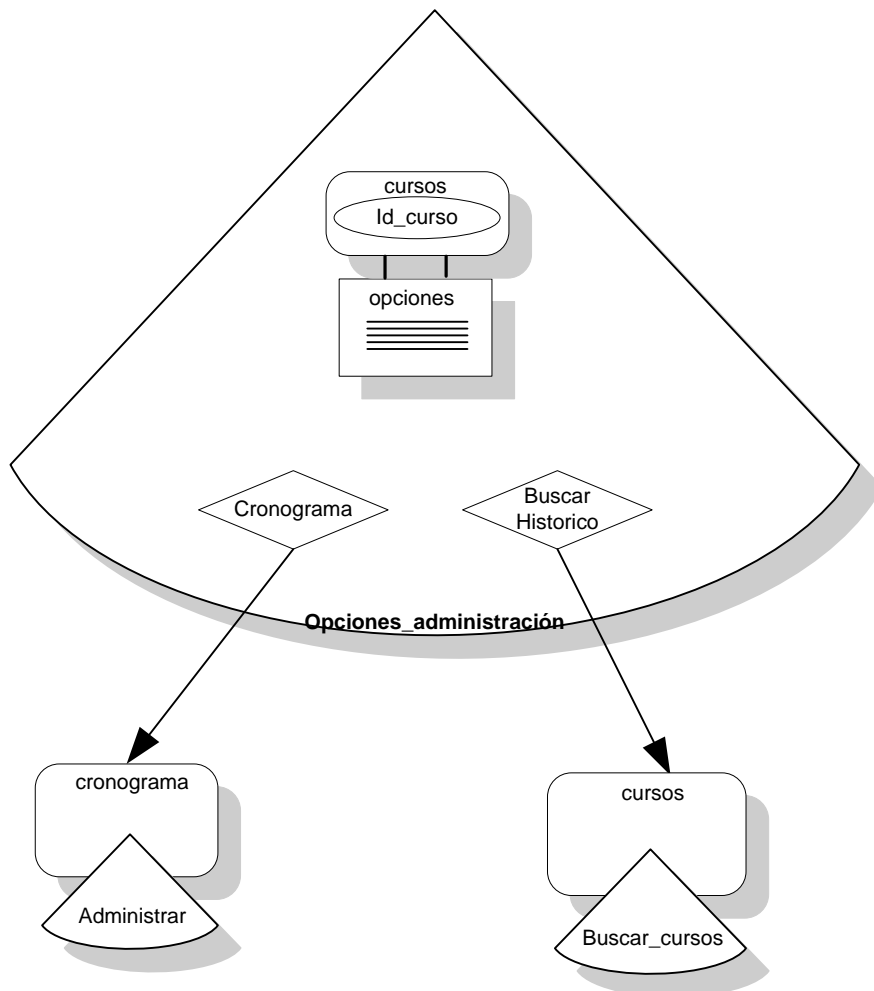 cursos
Id_curso
opciones
Cronograma
Buscar
Historico
Opciones_administración
cronograma
Administrar
cursos
Buscar_cursos